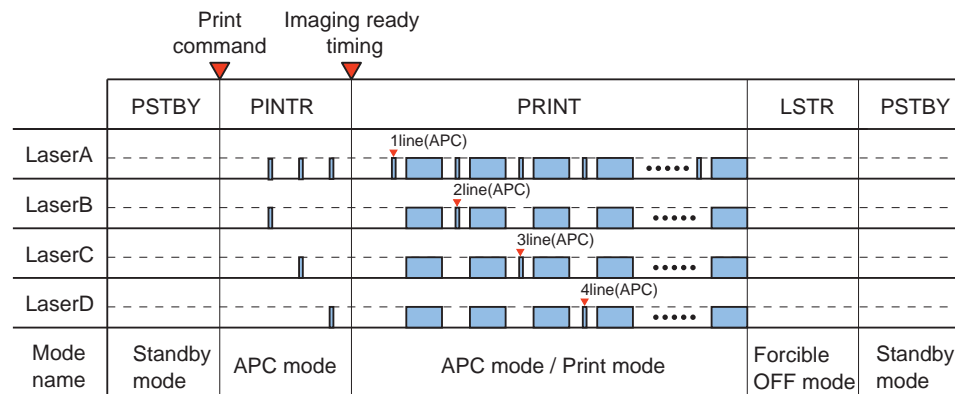 Print
command
Imaging ready
timing
PSTBY
PINTR
PRINT
LSTR
PSTBY
LaserA
1line(APC)
LaserB
2line(APC)
LaserC
3line(APC)
LaserD
4line(APC)
Mode
name
Standby
mode
APC mode
APC mode / Print mode
Forcible
OFF mode
Standby
mode